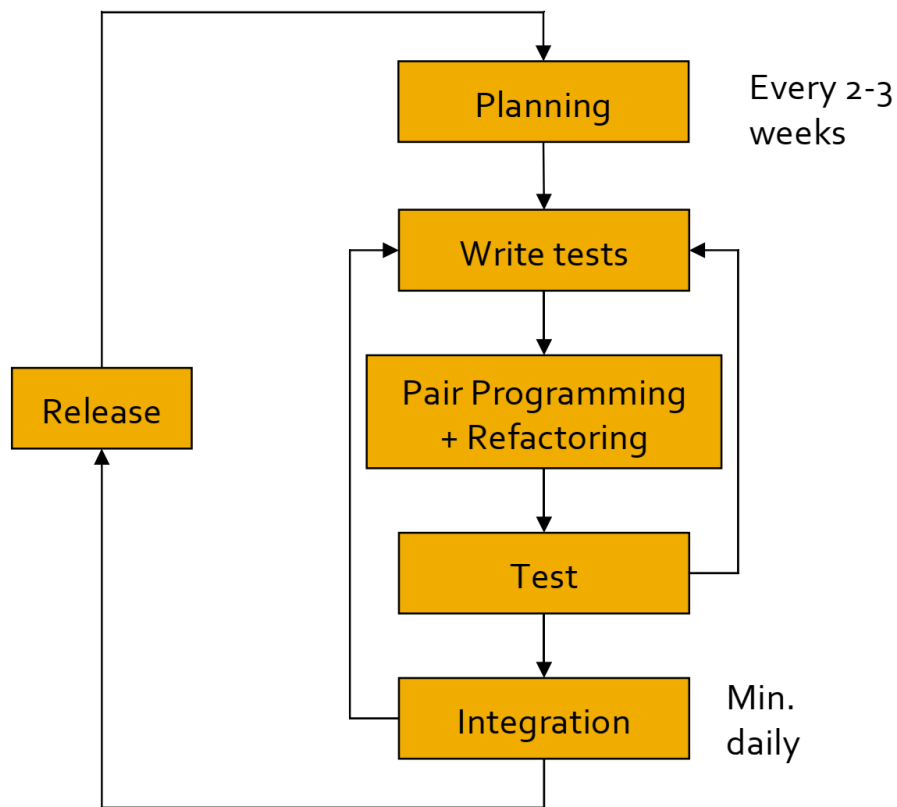 Planning
Every 2-3
weeks
Write tests
Pair Programming
+ Refactoring
Release
Test
Integration
Min.
daily